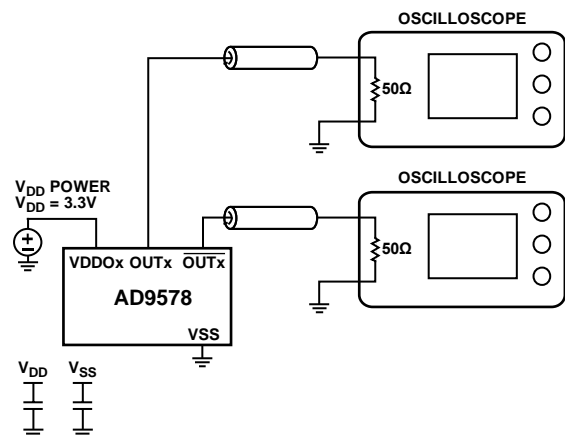 OSCILLOSCOPE
50Ω
OSCILLOSCOPE
50Ω
VDD POWER
VDD = 3.3V
VDDOx OUTx OUTx
AD9578
VSS
VDD VSS